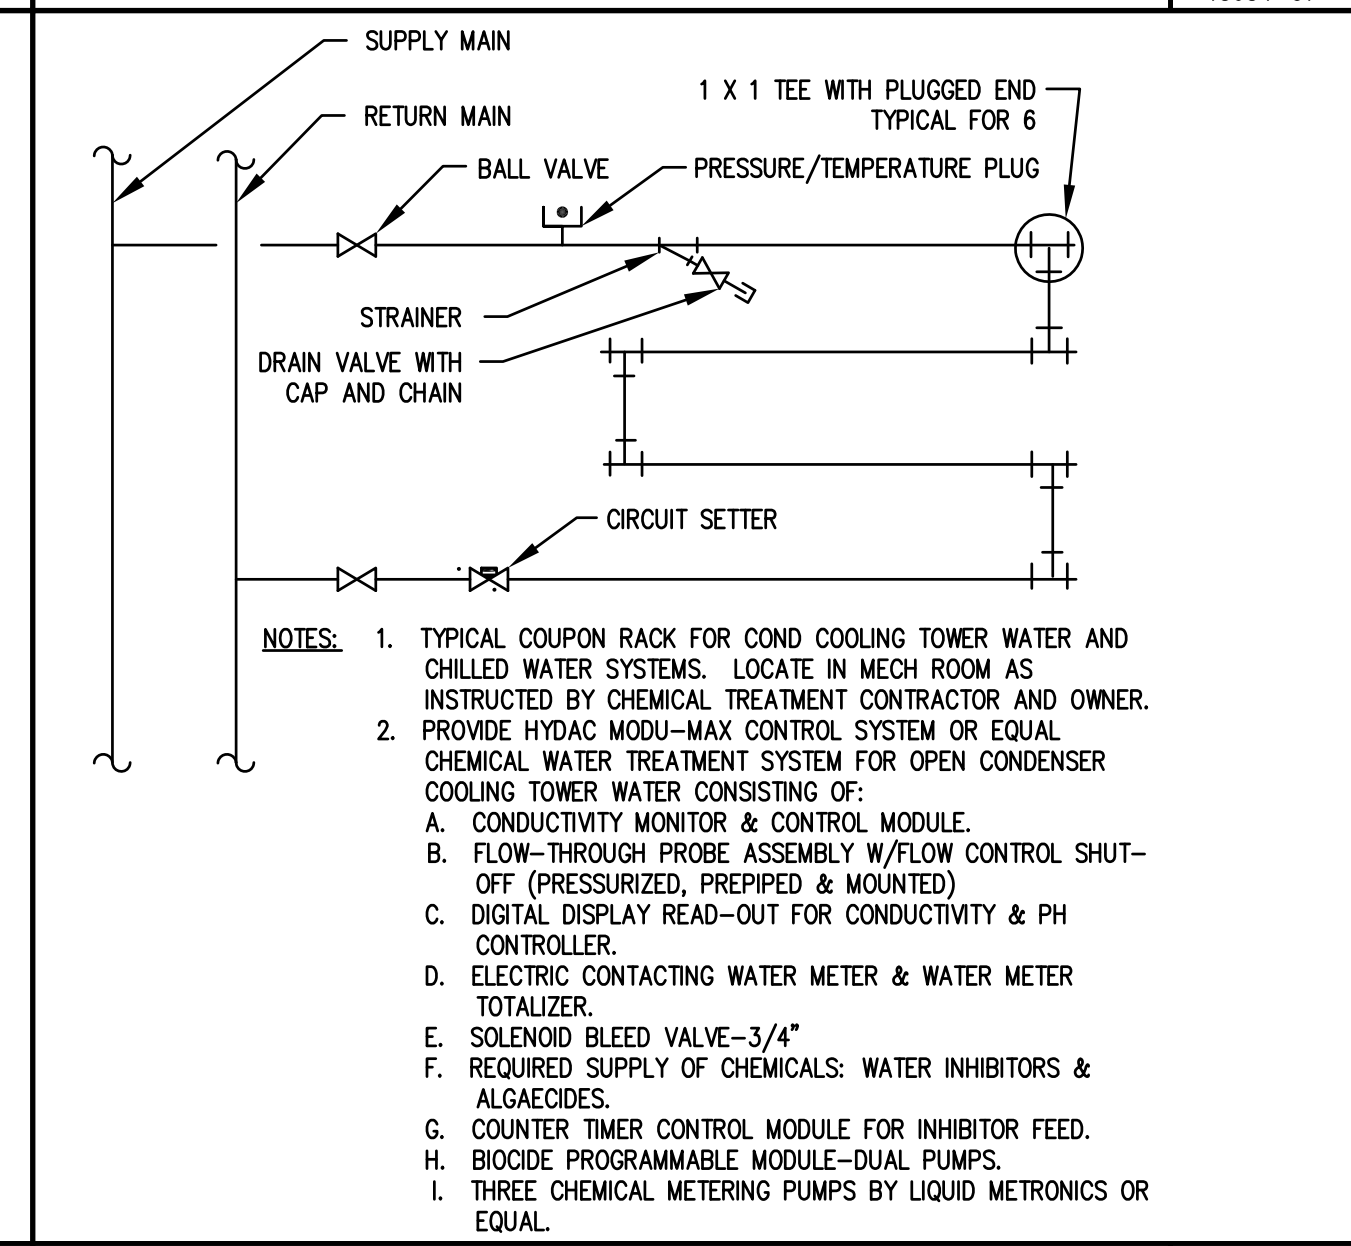 SUPPLY MAIN
1 X 1 TEE WITH PLUGGED END
TYPICAL FOR 6
RETURN MAIN
BALL VALVE
PRESSURE/TEMPERATURE PLUG
STRAINER
DRAIN VALVE WITH
CAP AND CHAIN
CIRCUIT SETTER
NOTES: 1. TYPICAL COUPON RACK FOR COND COOLING TOWER WATER AND
CHILLED WATER SYSTEMS. LOCATE IN MECH ROOM AS
INSTRUCTED BY CHEMICAL TREATMENT CONTRACTOR AND OWNER.
2. PROVIDE HYDAC MODU-MAX CONTROL SYSTEM OR EQUAL
CHEMICAL WATER TREATMENT SYSTEM FOR OPEN CONDENSER
COOLING TOWER WATER CONSISTING OF:
A. CONDUCTIVITY MONITOR & CONTROL MODULE.
B. FLOW-THROUGH PROBE ASSEMBLY W/FLOW CONTROL SHUT-
OFF (PRESSURIZED, PREPIPED & MOUNTED)
C. DIGITAL DISPLAY READ-OUT FOR CONDUCTIVITY & PH
CONTROLLER.
D. ELECTRIC CONTACTING WATER METER & WATER METER
TOTALIZER.
E. SOLENOID BLEED VALVE-3/4"
F. REQUIRED SUPPLY OF CHEMICALS: WATER INHIBITORS &
ALGAECIDES.
G. COUNTER TIMER CONTROL MODULE FOR INHIBITOR FEED.
H. BIOCIDE PROGRAMMABLE MODULE-DUAL PUMPS.
I. THREE CHEMICAL METERING PUMPS BY LIQUID METRONICS OR
EQUAL.